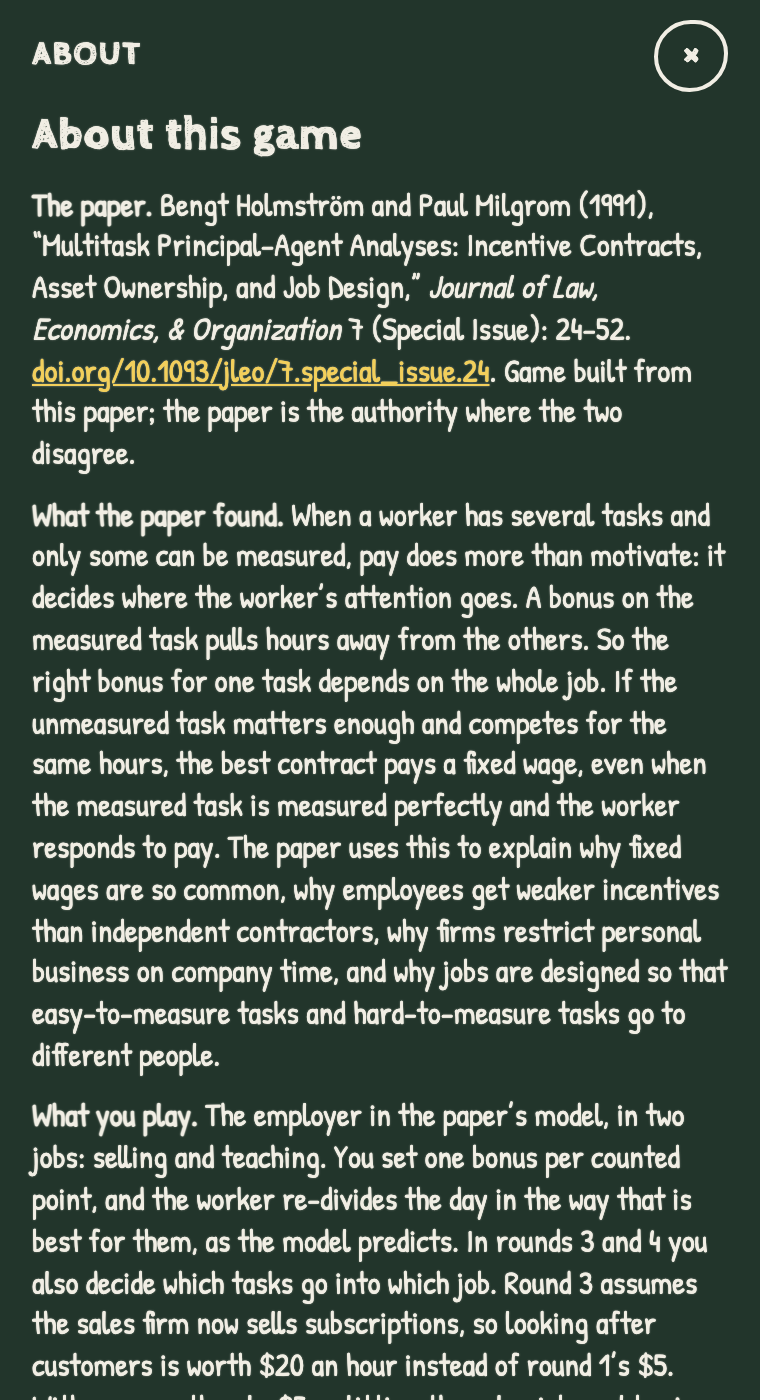 ABOUT
×
About this game
The paper. Bengt Holmström and Paul Milgrom (1991),
“Multitask Principal–Agent Analyses: Incentive Contracts,
Asset Ownership, and Job Design,” Journal of Law,
Economics, & Organization 7 (Special Issue): 24–52.
doi.org/10.1093/jleo/7.special_issue.24. Game built from
this paper; the paper is the authority where the two
disagree.
What the paper found. When a worker has several tasks and
only some can be measured, pay does more than motivate: it
decides where the worker’s attention goes. A bonus on the
measured task pulls hours away from the others. So the
right bonus for one task depends on the whole job. If the
unmeasured task matters enough and competes for the
same hours, the best contract pays a fixed wage, even when
the measured task is measured perfectly and the worker
responds to pay. The paper uses this to explain why fixed
wages are so common, why employees get weaker incentives
than independent contractors, why firms restrict personal
business on company time, and why jobs are designed so that
easy-to-measure tasks and hard-to-measure tasks go to
different people.
What you play. The employer in the paper’s model, in two
jobs: selling and teaching. You set one bonus per counted
point, and the worker re-divides the day in the way that is
best for them, as the model predicts. In rounds 3 and 4 you
also decide which tasks go into which job. Round 3 assumes
the sales firm now sells subscriptions, so looking after
customers is worth $20 an hour instead of round 1’s $5.